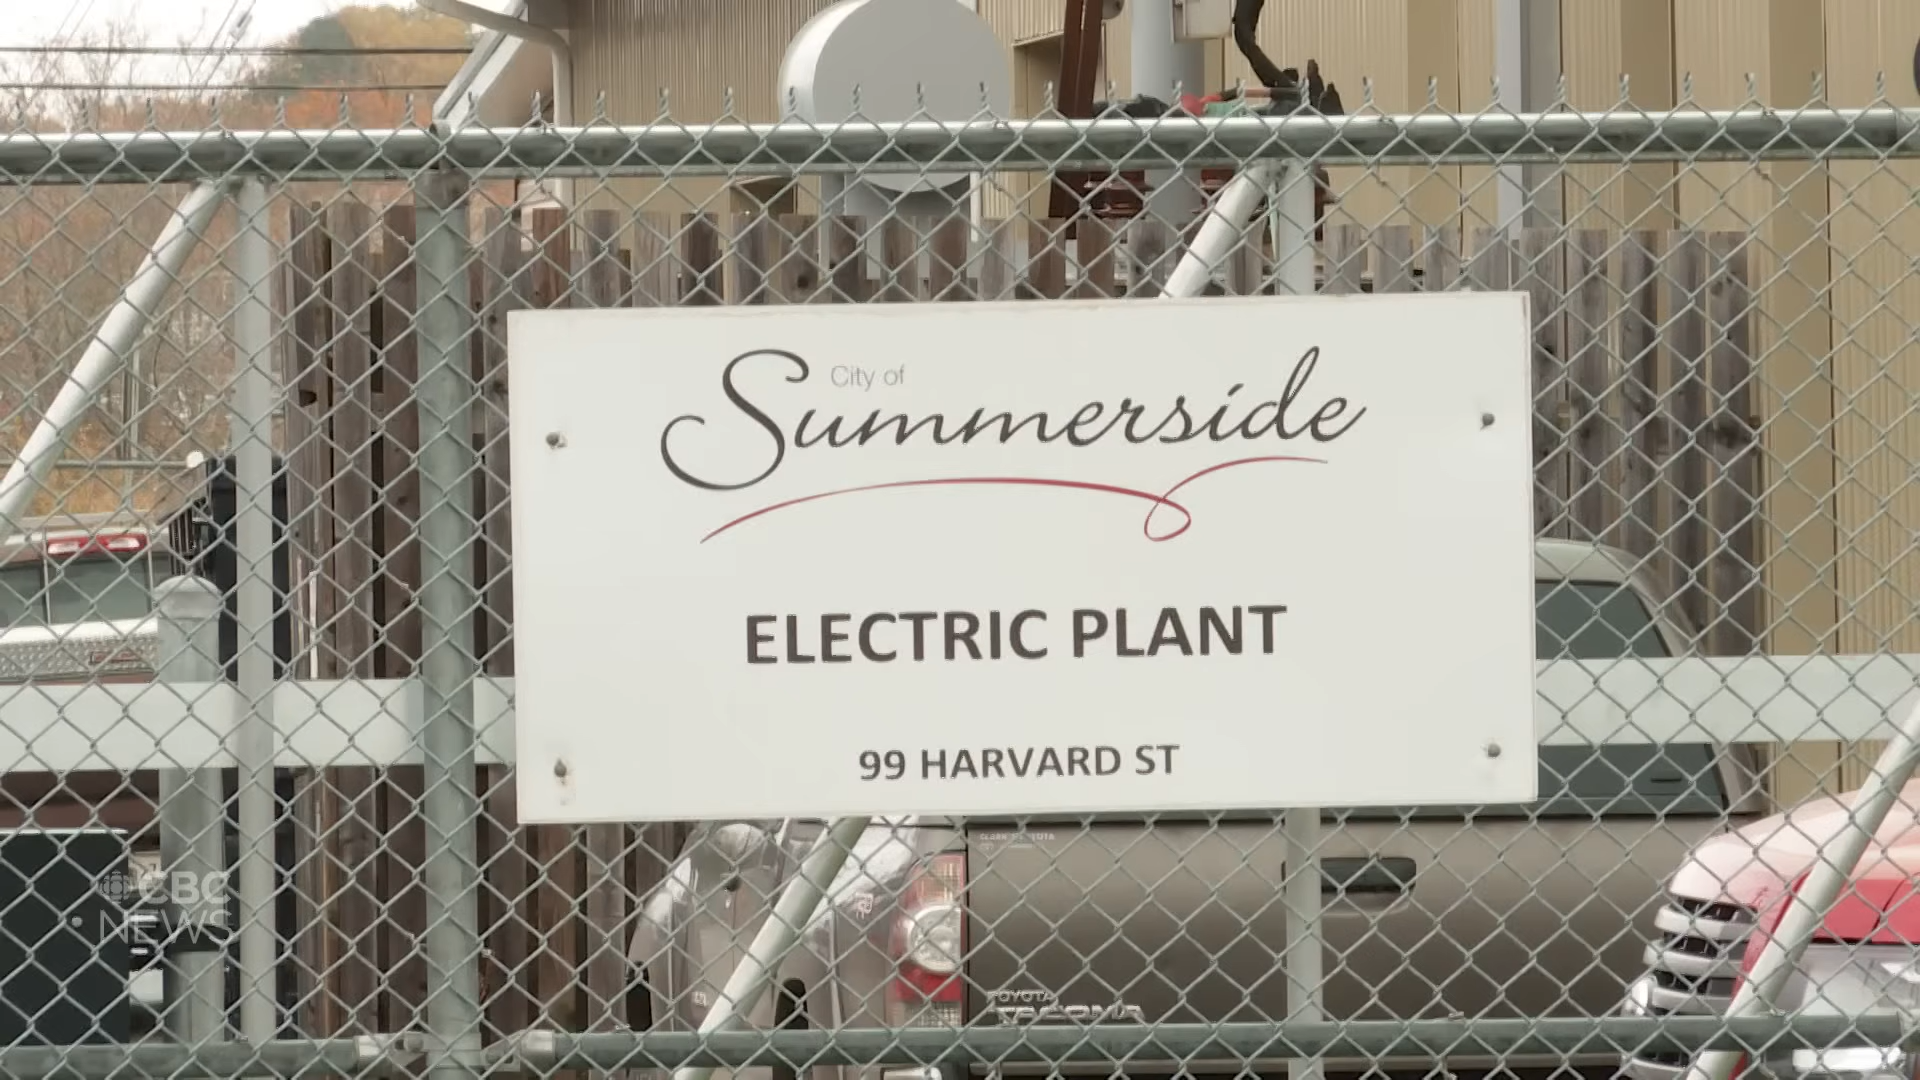 City of
Summerside
ELECTRIC PLANT
99 HARVARD ST
TOYOTA
TACOMA
CBC
NEWS